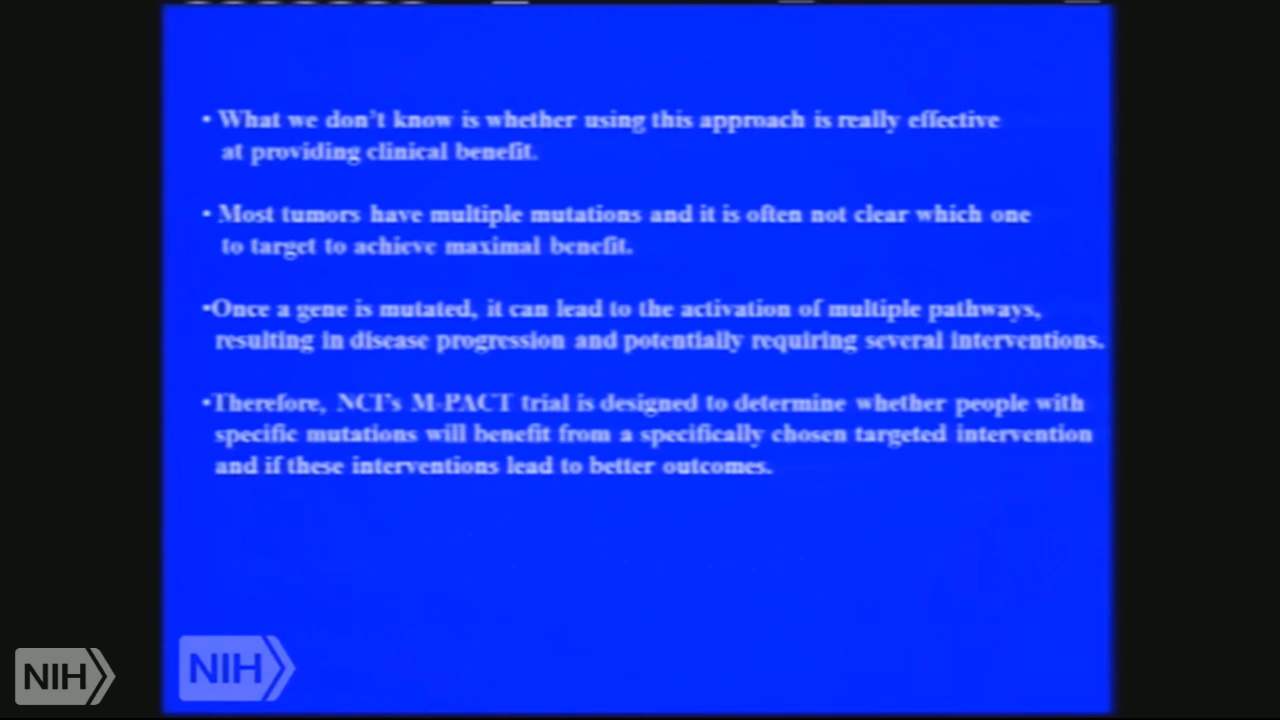 • What we don't know is whether using this approach is really effective
at providing clinical benefit.
• Most tumors have multiple mutations and it is often not clear which one
to target to achieve maximal benefit.
•Once a gene is mutated, it can lead to the activation of multiple pathways,
resulting in disease progression and potentially requiring several interventions.
•Therefore, NCI's M-PACT trial is designed to determine whether people with
specific mutations will benefit from a specifically chosen targeted intervention
and if these interventions lead to better outcomes.
NIH
NIH